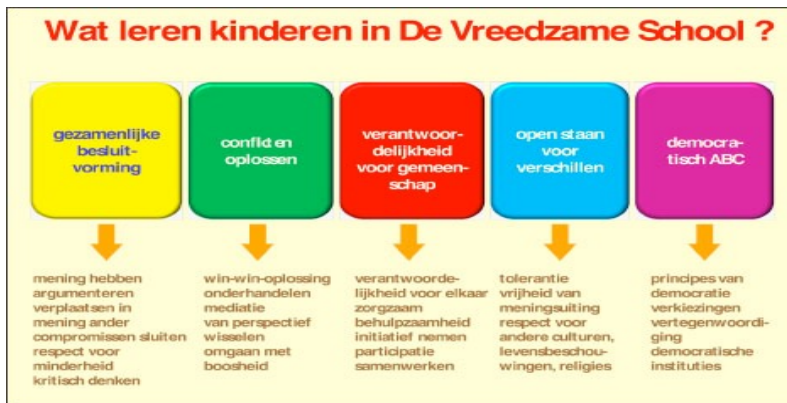 Wat leren kinderen in De Vreedzame School ?
gezamenlijke
besluit-
vorming
conflicten
oplossen
verantwoor-
delijkheid
voor gemeen-
schap
open staan
voor
verschillen
democra-
tisch ABC
mening hebben
argumenteren
verplaatsen in
mening ander
compromissen sluiten
respect voor
minderheid
kritisch denken
win-win-oplossing
onderhandelen
mediatie
van perspectief
wisselen
omgaan met
boosheid
verantwoorde-
lijkheid voor elkaar
zorgzaam
behulpzaamheid
initiatief nemen
participatie
samenwerken
tolerantie
vrijheid van
meningsuiting
respect voor
andere culturen,
levensbeschou-
wingen, religies
principes van
democratie
verkiezingen
vertegenwoordi-
ging
democratische
instituties